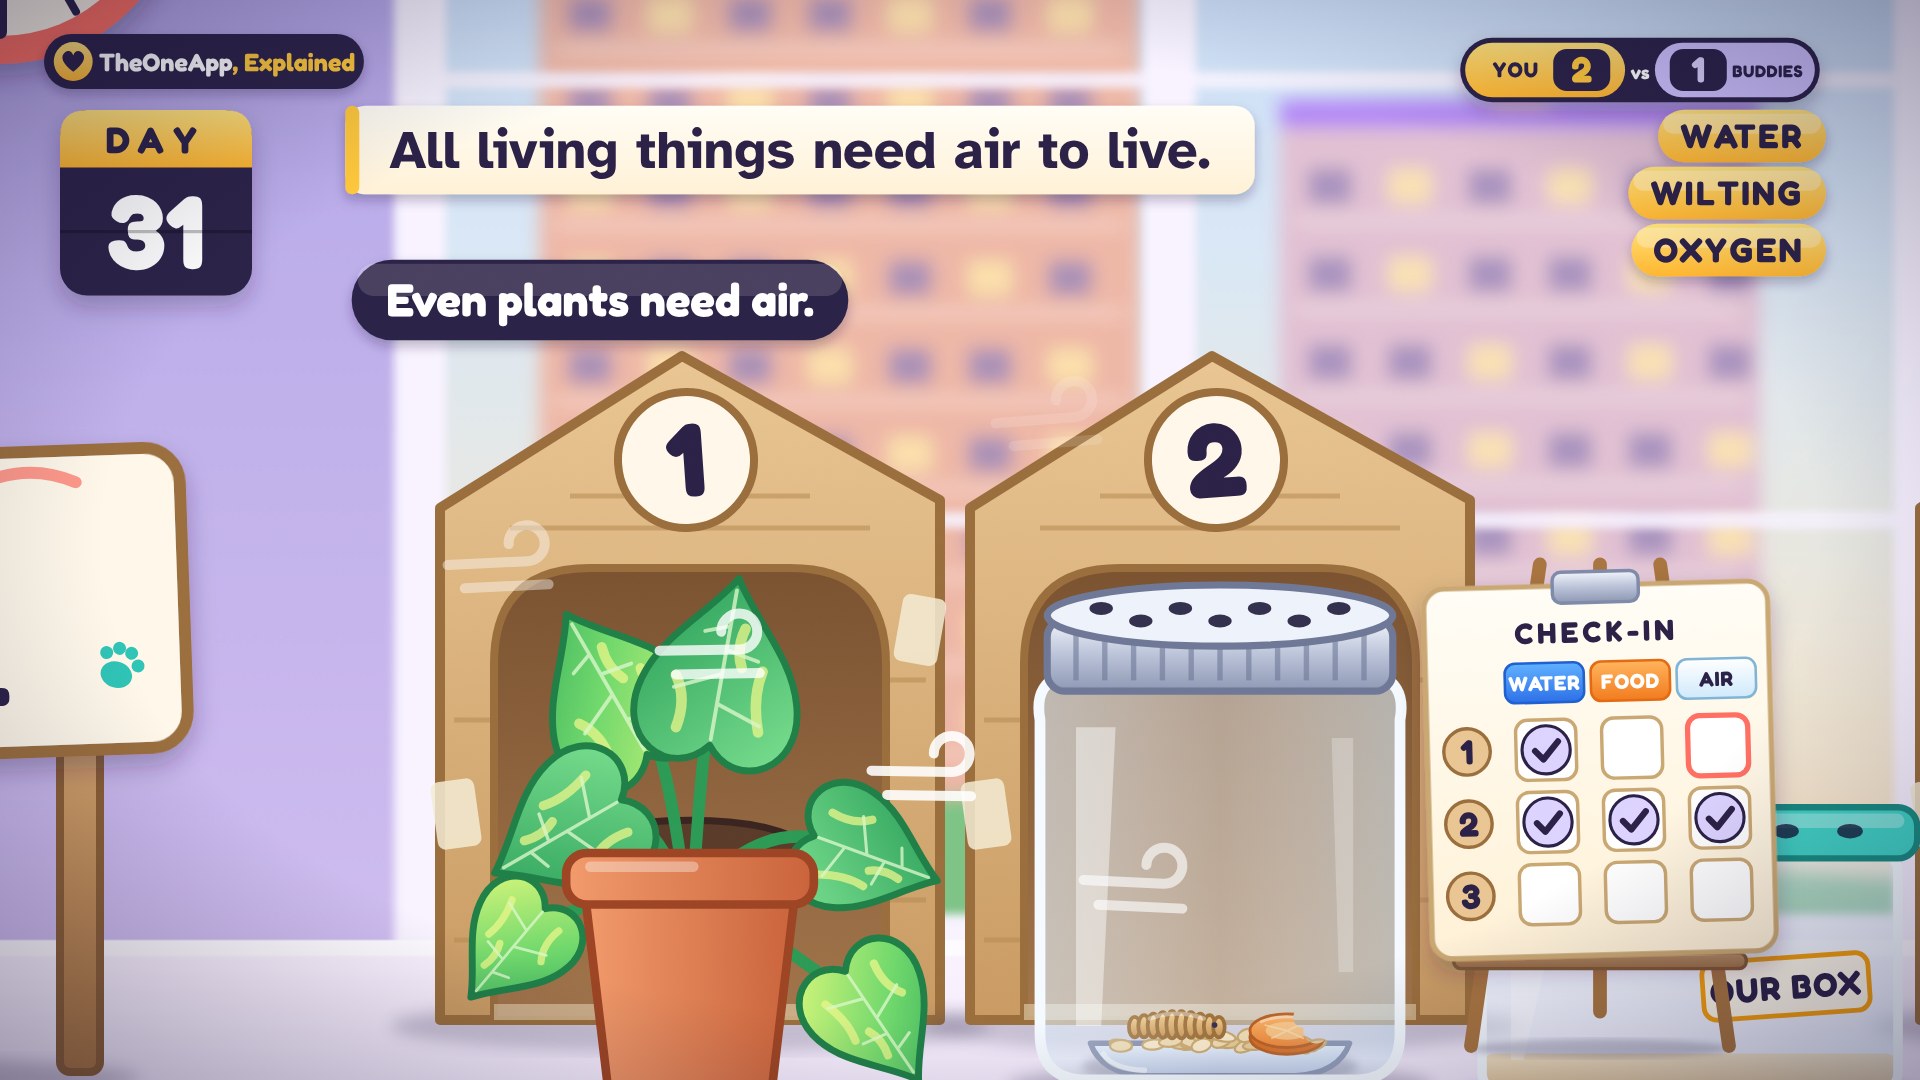 TheOneApp, Explained
YOU 2 vs 1 BUDDIES
DAY
31
All living things need air to live.
WATER
WILTING
OXYGEN
Even plants need air.
1
2
CHECK-IN
WATER FOOD AIR
1
2
3
OUR BOX